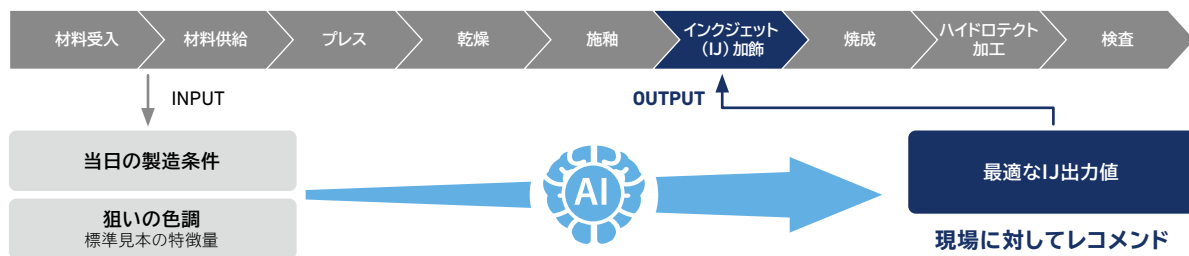 材料受入
材料供給
プレス
乾燥
施釉
インクジェット
(IJ)加飾
焼成
ハイドロテクト
加工
検査
INPUT
OUTPUT
当日の製造条件
狙いの色調
標準見本の特徴量
AI
最適なIJ出力値
現場に対してレコメンド